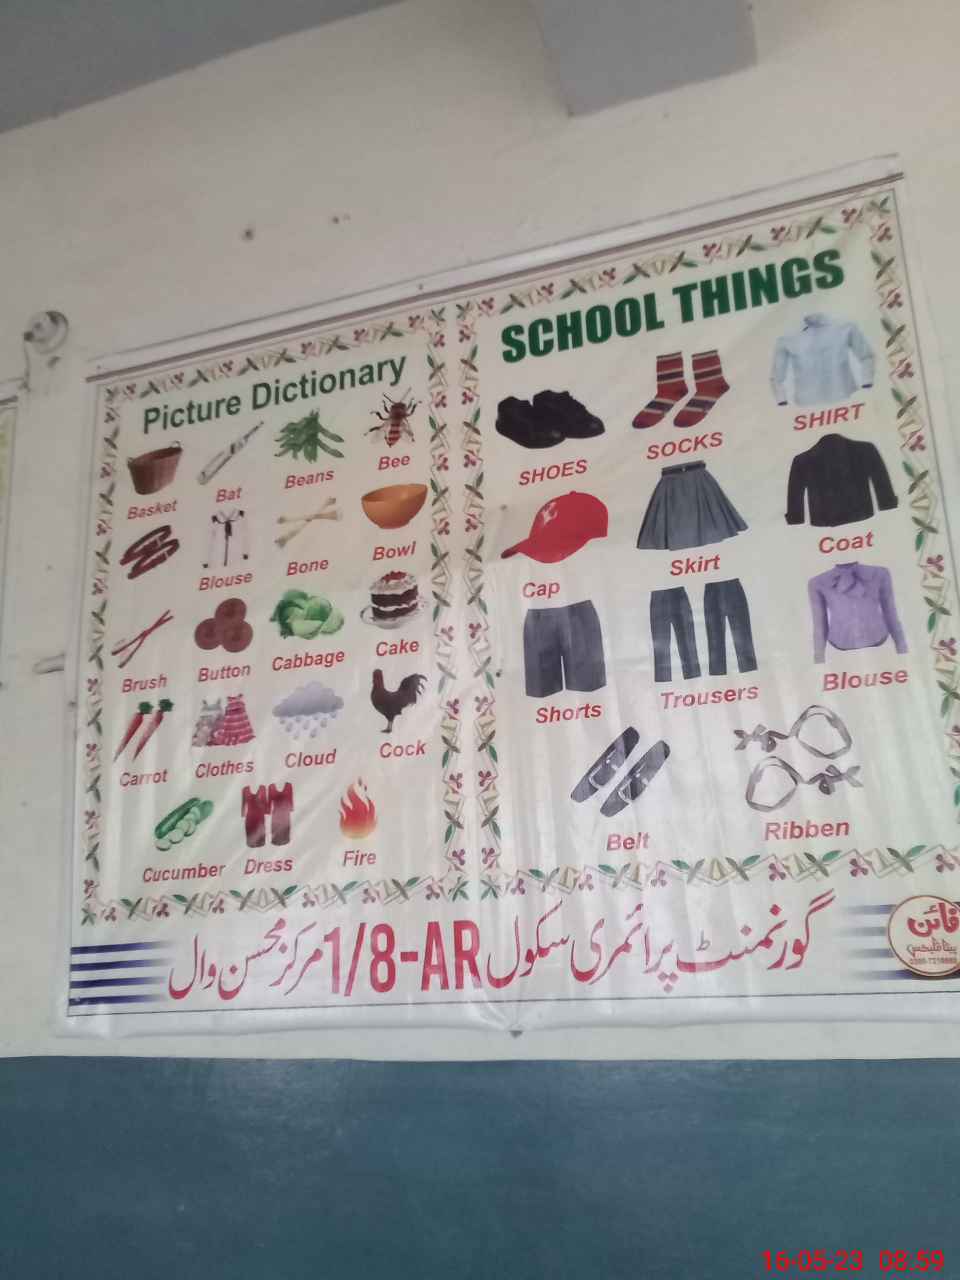 Picture Dictionary
Basket Bat Beans Bee
Blouse Bone Bowl
Brush Button Cabbage Cake
Carrot Clothes Cloud Cock
Cucumber Dress Fire
SCHOOL THINGS
SHOES SOCKS SHIRT
Cap Skirt Coat
Shorts Trousers Blouse
Belt Ribben
گورنمنٹ پرائمری سکول 1/8-AR مرکز محسن وال
فائن
16-05-23 08:59